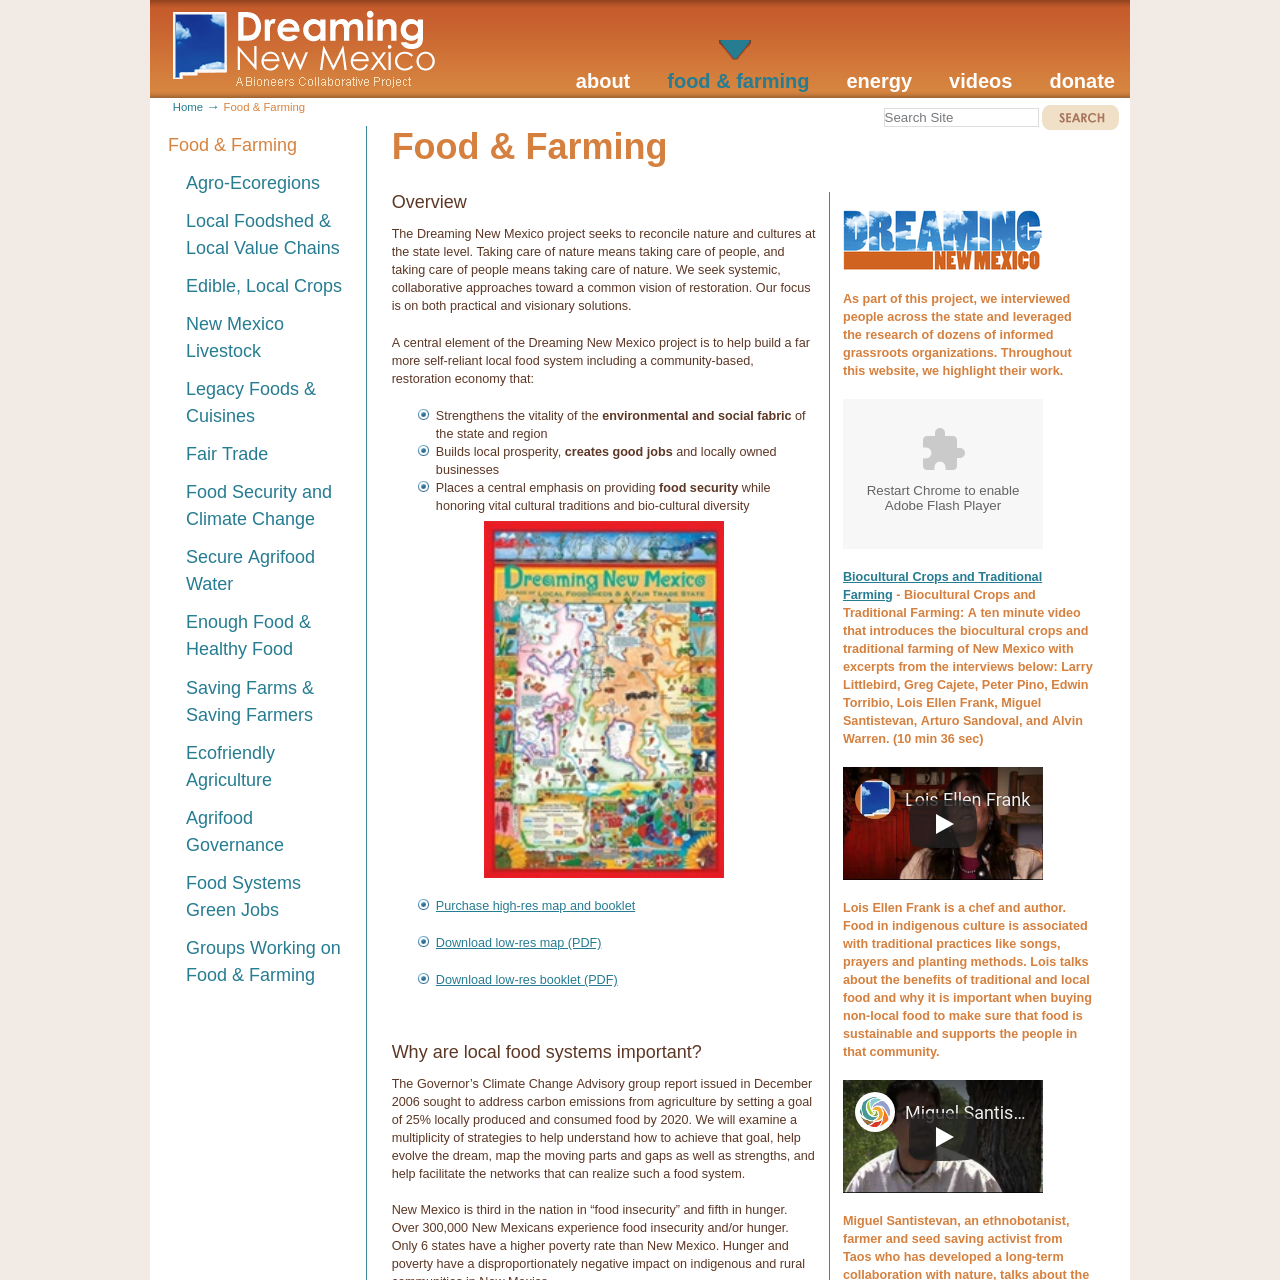 Dreaming
New Mexico
A Bioneers Collaborative Project
about
food & farming
energy
videos
donate
Home → Food & Farming
Search Site
SEARCH
Food & Farming
Agro-Ecoregions
Local Foodshed &
Local Value Chains
Edible, Local Crops
New Mexico
Livestock
Legacy Foods &
Cuisines
Fair Trade
Food Security and
Climate Change
Secure Agrifood
Water
Enough Food &
Healthy Food
Saving Farms &
Saving Farmers
Ecofriendly
Agriculture
Agrifood
Governance
Food Systems
Green Jobs
Groups Working on
Food & Farming
Food & Farming
Overview
The Dreaming New Mexico project seeks to reconcile nature and cultures at
the state level. Taking care of nature means taking care of people, and
taking care of people means taking care of nature. We seek systemic,
collaborative approaches toward a common vision of restoration. Our focus
is on both practical and visionary solutions.
A central element of the Dreaming New Mexico project is to help build a far
more self-reliant local food system including a community-based,
restoration economy that:
Strengthens the vitality of the environmental and social fabric of
the state and region
Builds local prosperity, creates good jobs and locally owned
businesses
Places a central emphasis on providing food security while
honoring vital cultural traditions and bio-cultural diversity
Dreaming New Mexico
Purchase high-res map and booklet
Download low-res map (PDF)
Download low-res booklet (PDF)
Why are local food systems important?
The Governor’s Climate Change Advisory group report issued in December
2006 sought to address carbon emissions from agriculture by setting a goal
of 25% locally produced and consumed food by 2020. We will examine a
multiplicity of strategies to help understand how to achieve that goal, help
evolve the dream, map the moving parts and gaps as well as strengths, and
help facilitate the networks that can realize such a food system.
New Mexico is third in the nation in “food insecurity” and fifth in hunger.
Over 300,000 New Mexicans experience food insecurity and/or hunger.
Only 6 states have a higher poverty rate than New Mexico. Hunger and
poverty have a disproportionately negative impact on indigenous and rural
communities in New Mexico.
DREAMING
NEW MEXICO
As part of this project, we interviewed
people across the state and leveraged
the research of dozens of informed
grassroots organizations. Throughout
this website, we highlight their work.
Restart Chrome to enable
Adobe Flash Player
Biocultural Crops and Traditional
Farming - Biocultural Crops and
Traditional Farming: A ten minute video
that introduces the biocultural crops and
traditional farming of New Mexico with
excerpts from the interviews below: Larry
Littlebird, Greg Cajete, Peter Pino, Edwin
Torribio, Lois Ellen Frank, Miguel
Santistevan, Arturo Sandoval, and Alvin
Warren. (10 min 36 sec)
Lois Ellen Frank
Lois Ellen Frank is a chef and author.
Food in indigenous culture is associated
with traditional practices like songs,
prayers and planting methods. Lois talks
about the benefits of traditional and local
food and why it is important when buying
non-local food to make sure that food is
sustainable and supports the people in
that community.
Miguel Santis...
Miguel Santistevan, an ethnobotanist,
farmer and seed saving activist from
Taos who has developed a long-term
collaboration with nature, talks about the